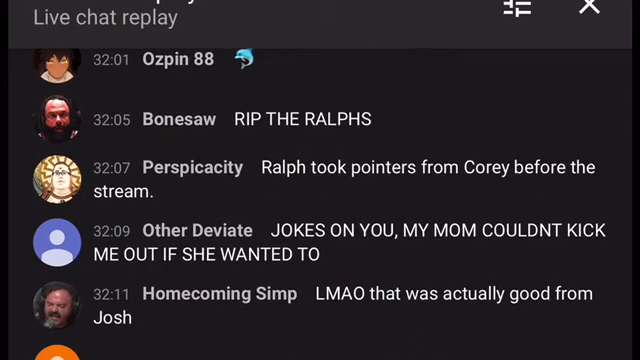 Live chat replay
32:01 Ozpin 88 🐬
32:05 Bonesaw RIP THE RALPHS
32:07 Perspicacity Ralph took pointers from Corey before the
stream.
32:09 Other Deviate JOKES ON YOU, MY MOM COULDNT KICK
ME OUT IF SHE WANTED TO
32:11 Homecoming Simp LMAO that was actually good from
Josh